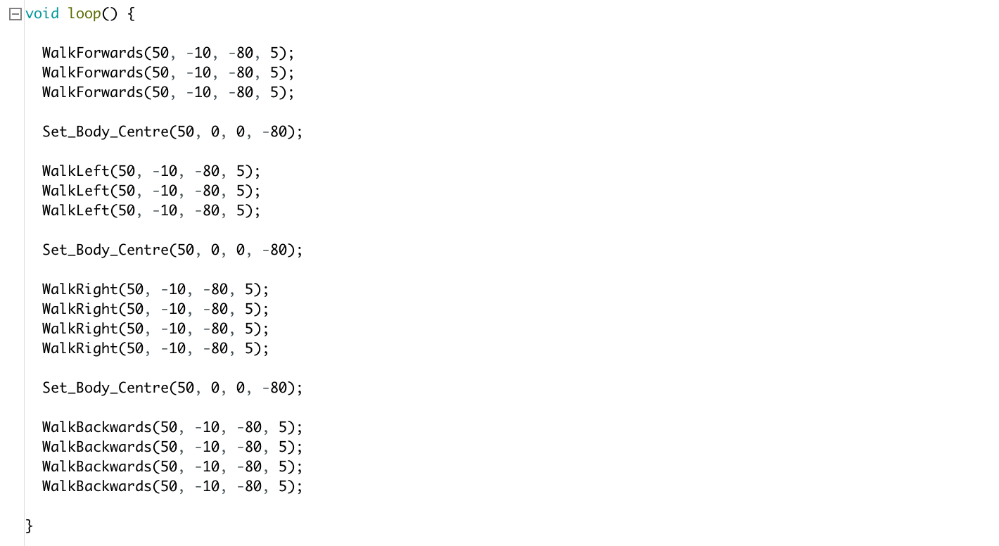 void loop() {
WalkForwards(50, -10, -80, 5);
WalkForwards(50, -10, -80, 5);
WalkForwards(50, -10, -80, 5);
Set_Body_Centre(50, 0, 0, -80);
WalkLeft(50, -10, -80, 5);
WalkLeft(50, -10, -80, 5);
WalkLeft(50, -10, -80, 5);
Set_Body_Centre(50, 0, 0, -80);
WalkRight(50, -10, -80, 5);
WalkRight(50, -10, -80, 5);
WalkRight(50, -10, -80, 5);
WalkRight(50, -10, -80, 5);
Set_Body_Centre(50, 0, 0, -80);
WalkBackwards(50, -10, -80, 5);
WalkBackwards(50, -10, -80, 5);
WalkBackwards(50, -10, -80, 5);
WalkBackwards(50, -10, -80, 5);
}